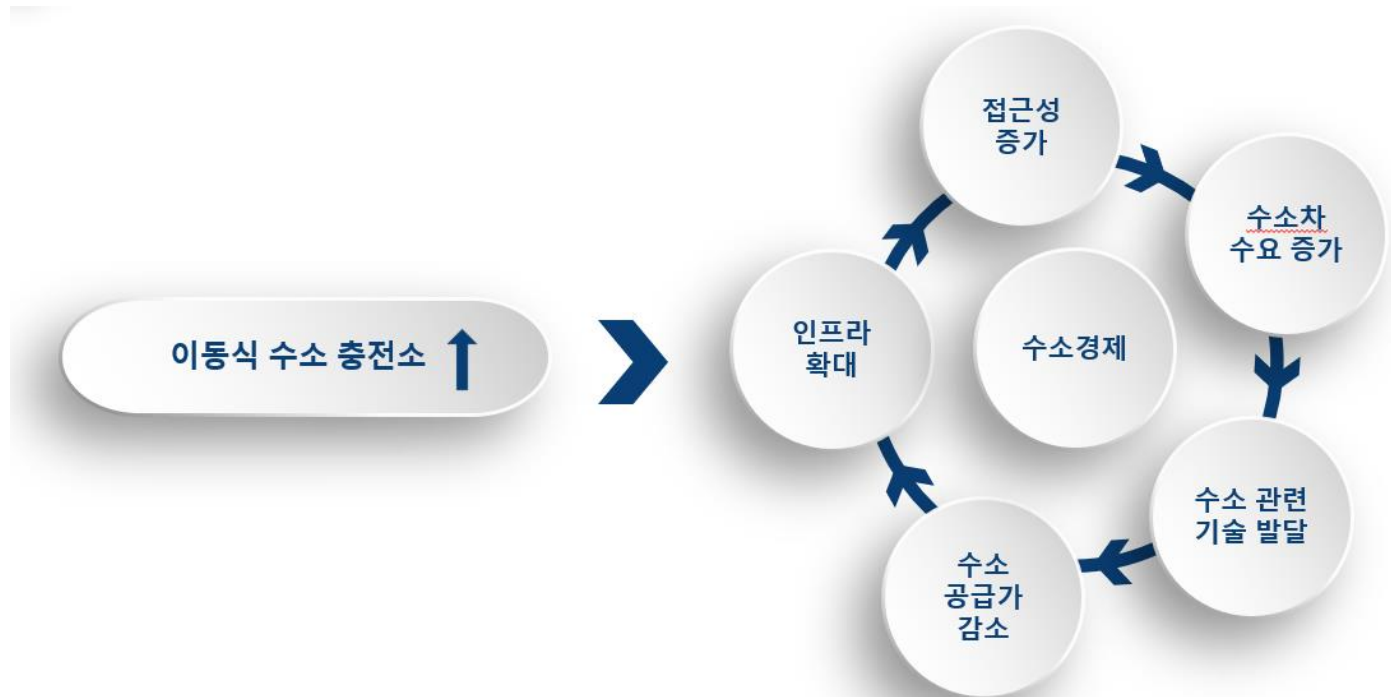 이동식 수소 충전소
접근성
증가
수소차
수요 증가
수소 관련
기술 발달
수소
공급가
감소
인프라
확대
수소경제